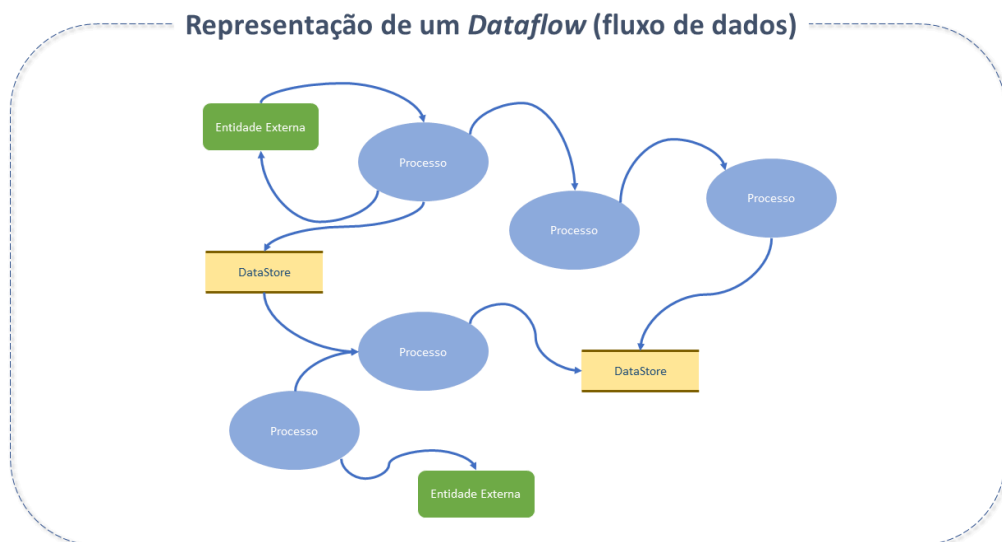 Representação de um Dataflow (fluxo de dados)
Entidade Externa
Processo
Processo
Processo
DataStore
Processo
DataStore
Processo
Entidade Externa